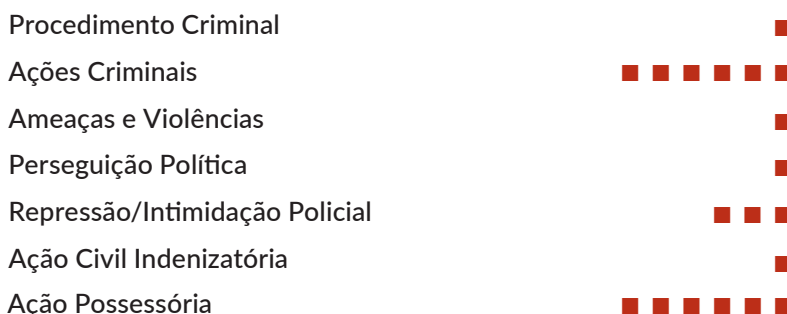 Procedimento Criminal
Ações Criminais
Ameaças e Violências
Perseguição Política
Repressão/Intimidação Policial
Ação Civil Indenizatória
Ação Possessória